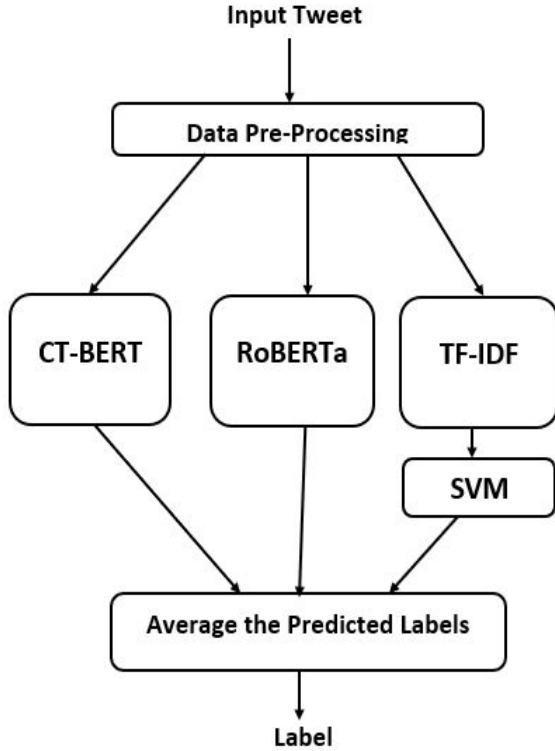 Input Tweet
Data Pre-Processing
CT-BERT
RoBERTa
TF-IDF
SVM
Average the Predicted Labels
Label